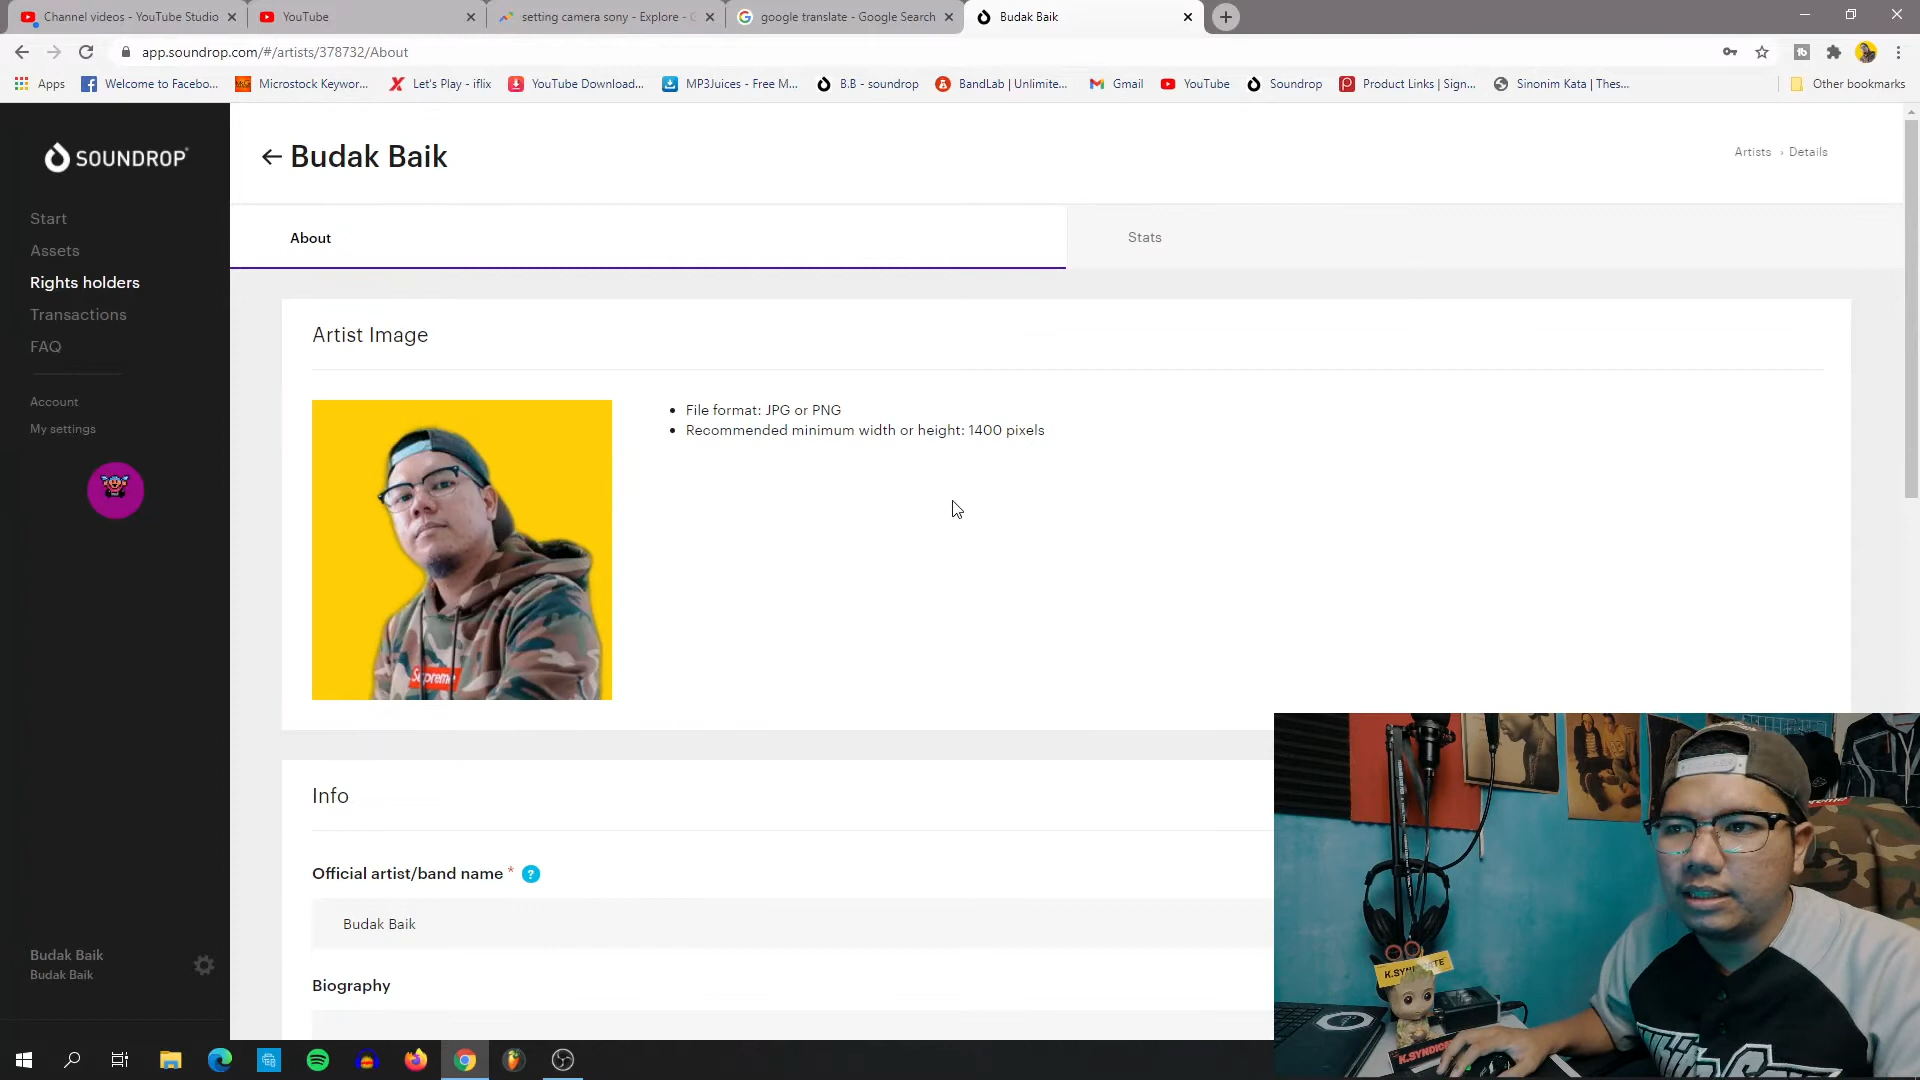 Channel videos - YouTube Studio
YouTube
setting camera sony - Explore - G
google translate - Google Search
Budak Baik
app.soundrop.com/#/artists/378732/About
Apps
Welcome to Facebo...
Microstock Keywor...
Let's Play - iflix
YouTube Download...
MP3Juices - Free M...
B.B - soundrop
BandLab | Unlimite...
Gmail
YouTube
Soundrop
Product Links | Sign...
Sinonim Kata | Thes...
Other bookmarks
SOUNDROP
Start
Assets
Rights holders
Transactions
FAQ
Account
My settings
Budak Baik
Budak Baik
Budak Baik
Artists › Details
About
Stats
Artist Image
File format: JPG or PNG
Recommended minimum width or height: 1400 pixels
Supreme
Info
Official artist/band name * ?
Budak Baik
Biography
K.SYNDICATE